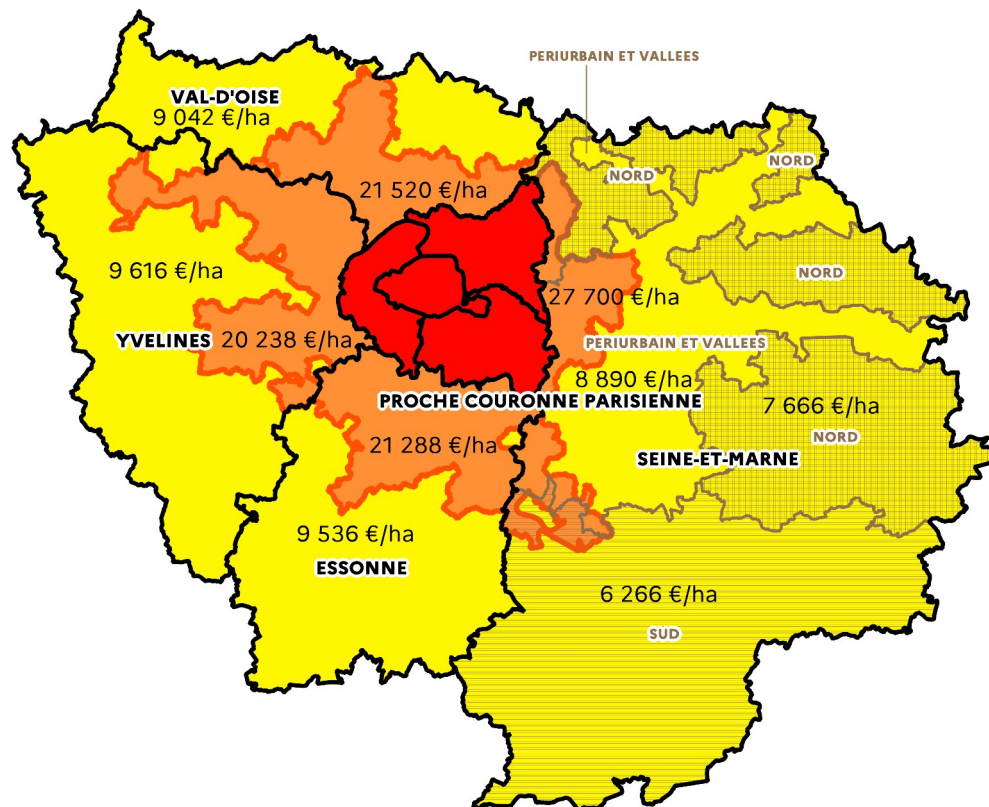 PERIURBAIN ET VALLEES
VAL-D'OISE
9 042 €/ha
NORD
NORD
21 520 €/ha
9 616 €/ha
NORD
27 700 €/ha
YVELINES
20 238 €/ha
PERIURBAIN ET VALLEES
8 890 €/ha
PROCHE COURONNE PARISIENNE
7 666 €/ha
NORD
21 288 €/ha
SEINE-ET-MARNE
9 536 €/ha
ESSONNE
6 266 €/ha
SUD